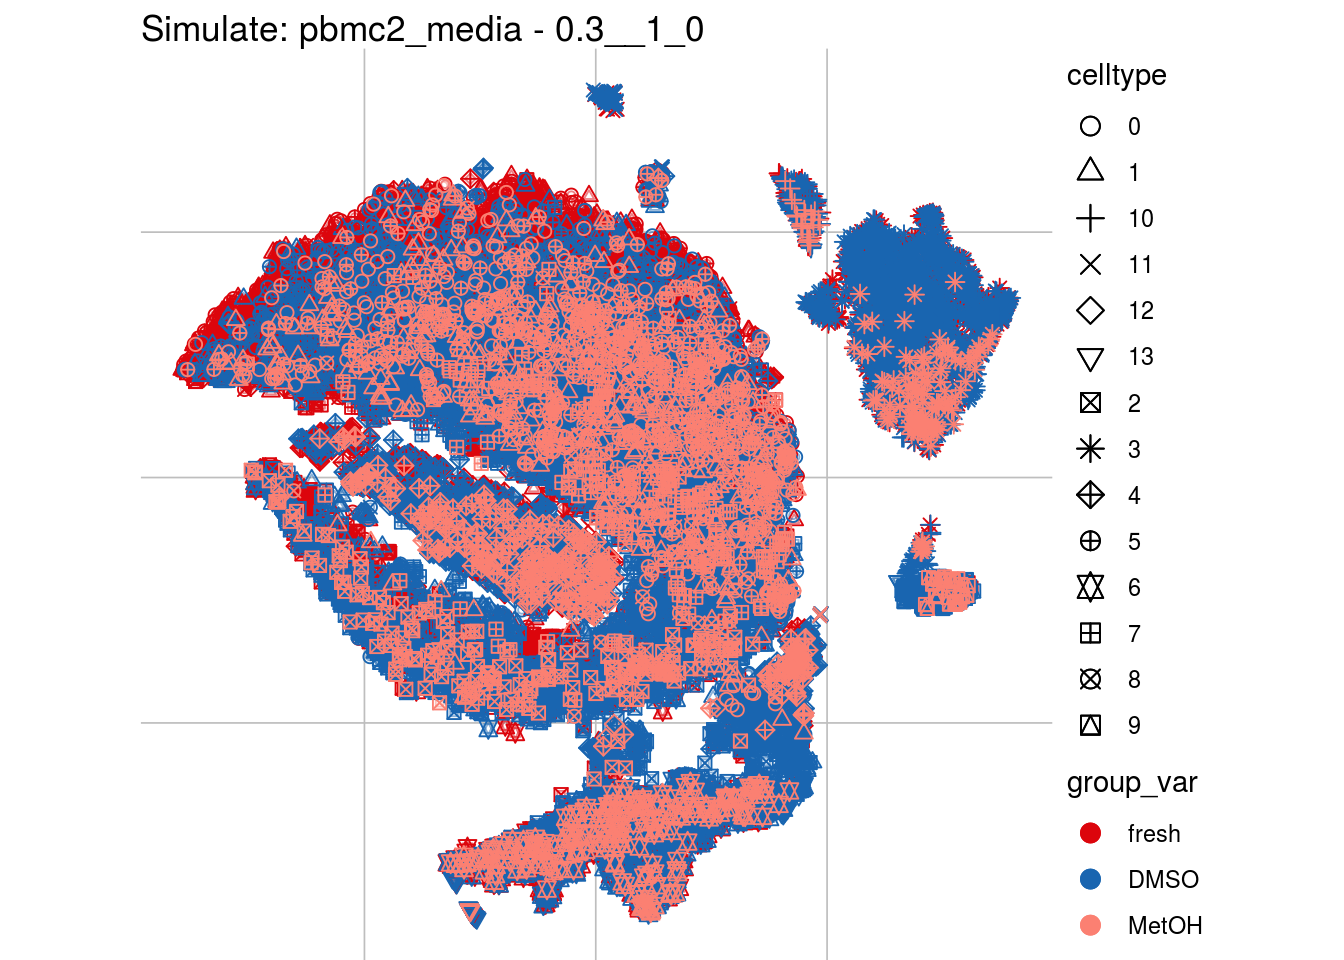 Simulate: pbmc2_media - 0.3__1_0
celltype
0
1
10
11
12
13
2
3
4
5
6
7
8
9
group_var
fresh
DMSO
MetOH